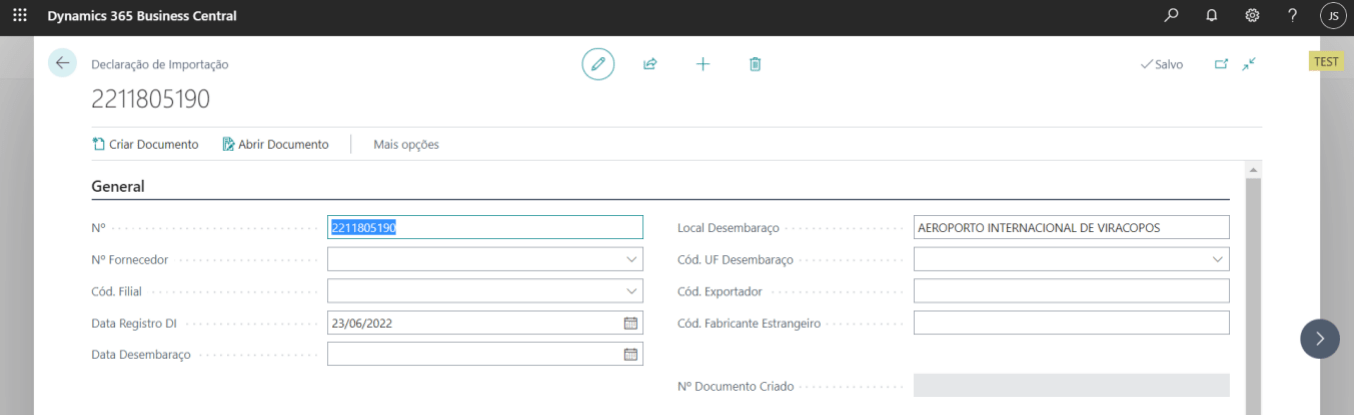 Dynamics 365 Business Central
JS
Declaração de Importação
Salvo
TEST
2211805190
Criar Documento
Abrir Documento
Mais opções
General
Nº
2211805190
Local Desembaraço
AEROPORTO INTERNACIONAL DE VIRACOPOS
Nº Fornecedor
Cód. UF Desembaraço
Cód. Filial
Cód. Exportador
Data Registro DI
23/06/2022
Cód. Fabricante Estrangeiro
Data Desembaraço
Nº Documento Criado